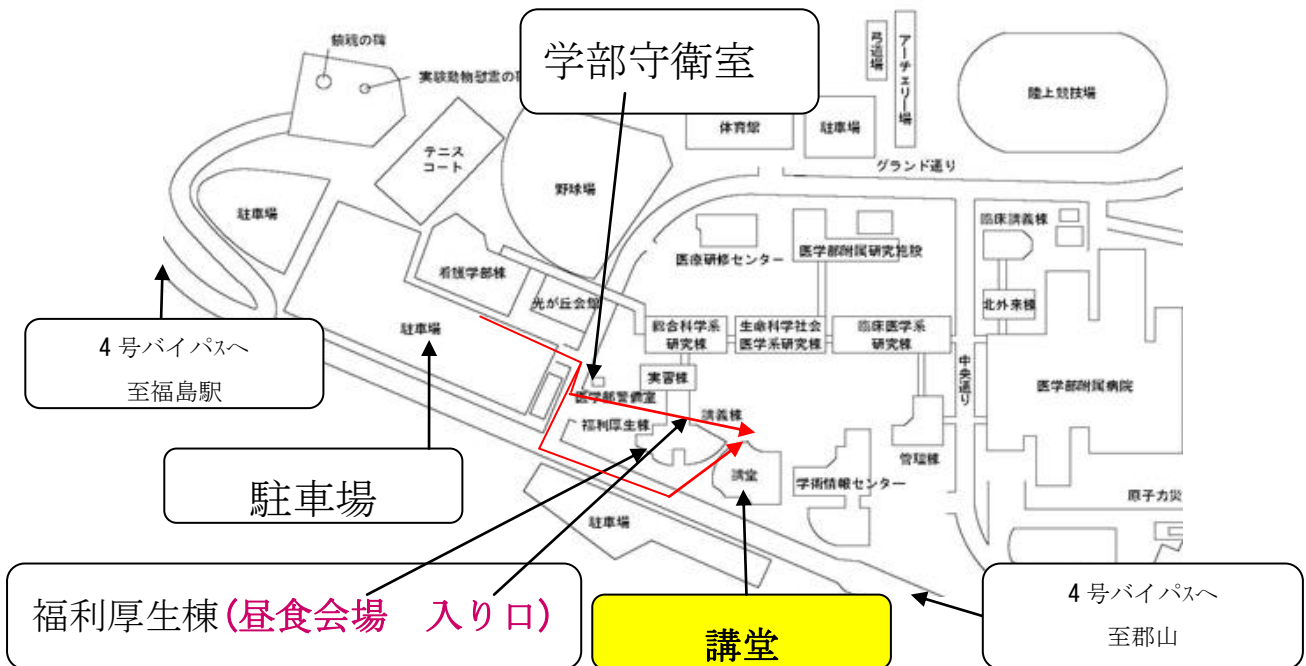 学部守衛室
実験動物慰霊の
弓道場
アーチェリー場
陸上競技場
体育館
駐車場
グランド通り
テニス
コート
野球場
駐車場
看護学部棟
光が丘会館
医療研修センター
医学部附属研究施設
臨床講義棟
北外来棟
駐車場
総合科学系
研究棟
生命科学社会
医学系研究棟
臨床医学系
研究棟
中央通り
医学部附属病院
4号バイパスへ
至福島駅
実習棟
医学部警備室
講義棟
福利厚生棟
管理棟
駐車場
講堂
学術情報センター
原子力災
駐車場
福利厚生棟(昼食会場 入り口)
講堂
4号バイパスへ
至郡山